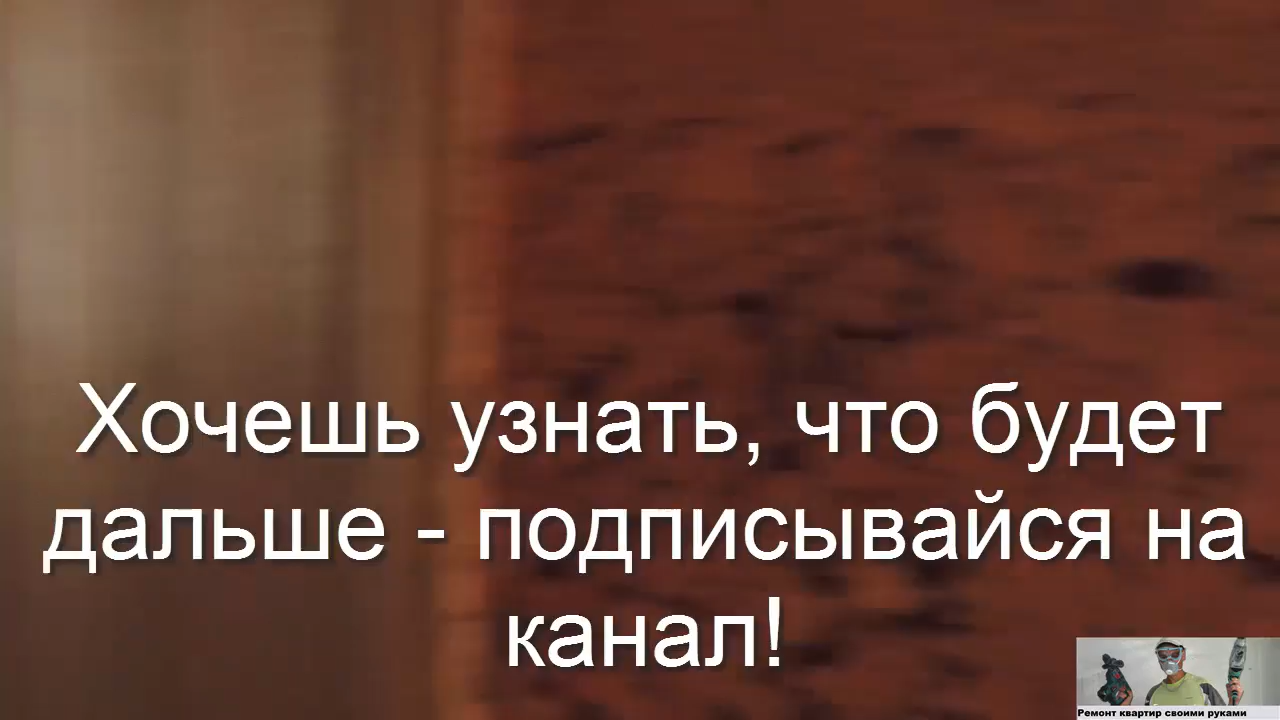 Хочешь узнать, что будет
дальше - подписывайся на
канал!
Ремонт квартир своими руками